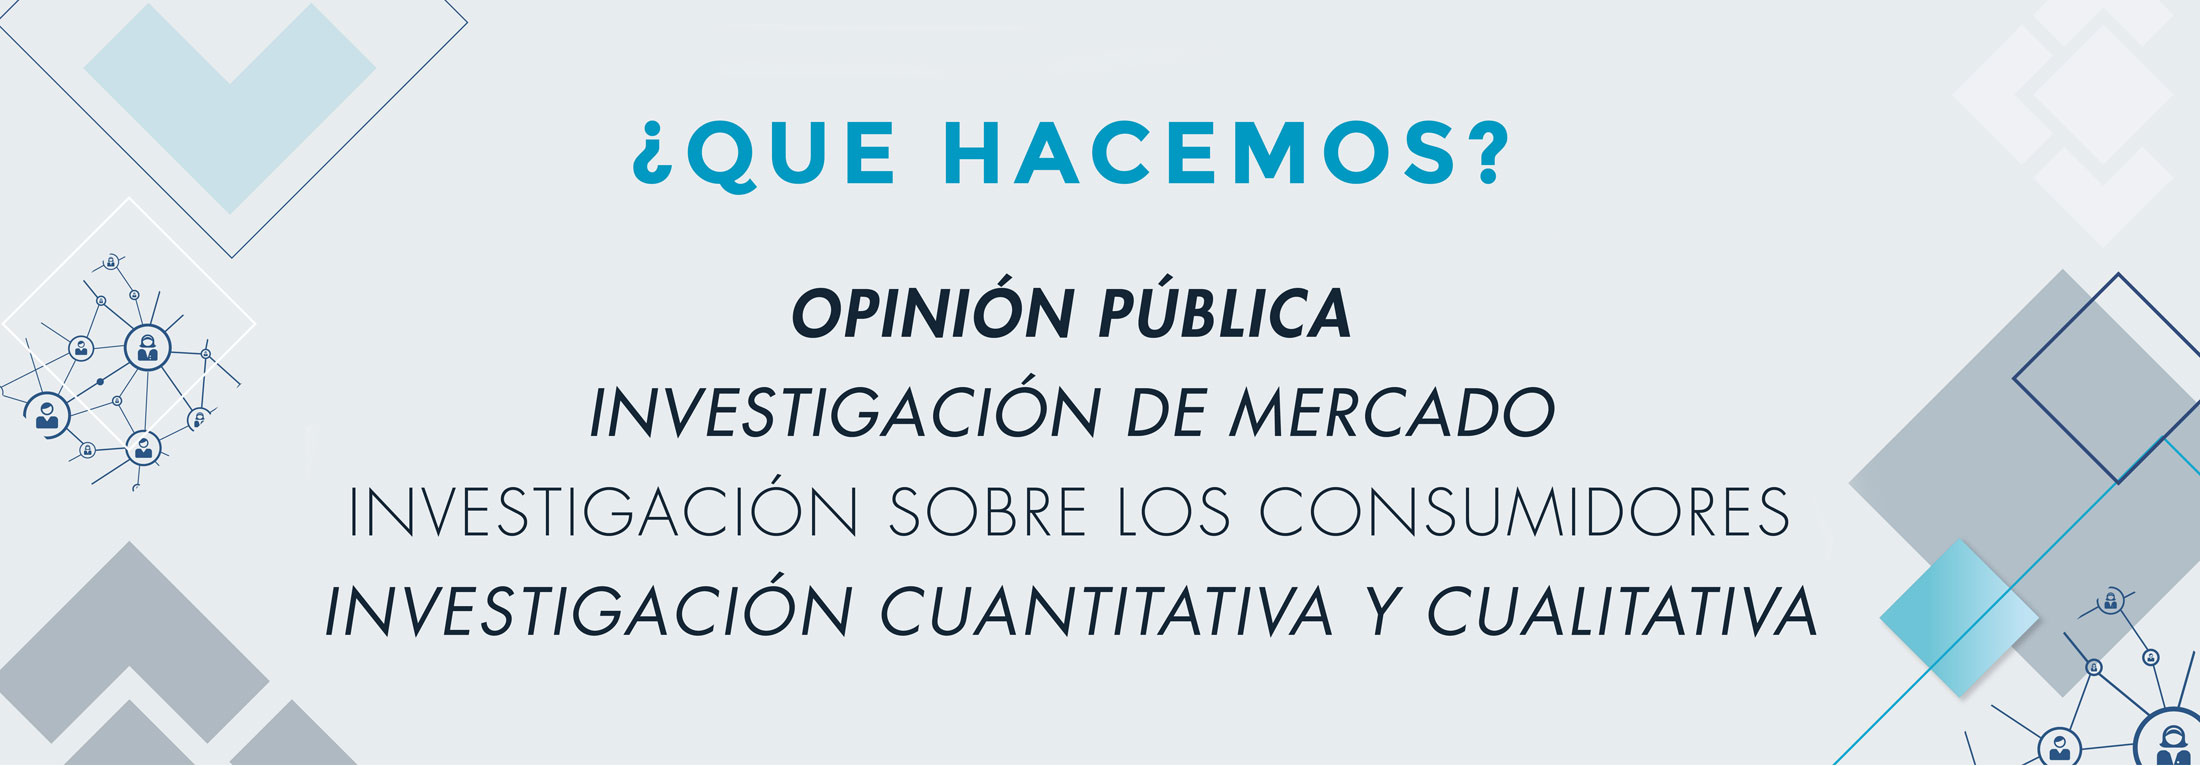 ¿QUE HACEMOS?
OPINIÓN PÚBLICA
INVESTIGACIÓN DE MERCADO
INVESTIGACIÓN SOBRE LOS CONSUMIDORES
INVESTIGACIÓN CUANTITATIVA Y CUALITATIVA